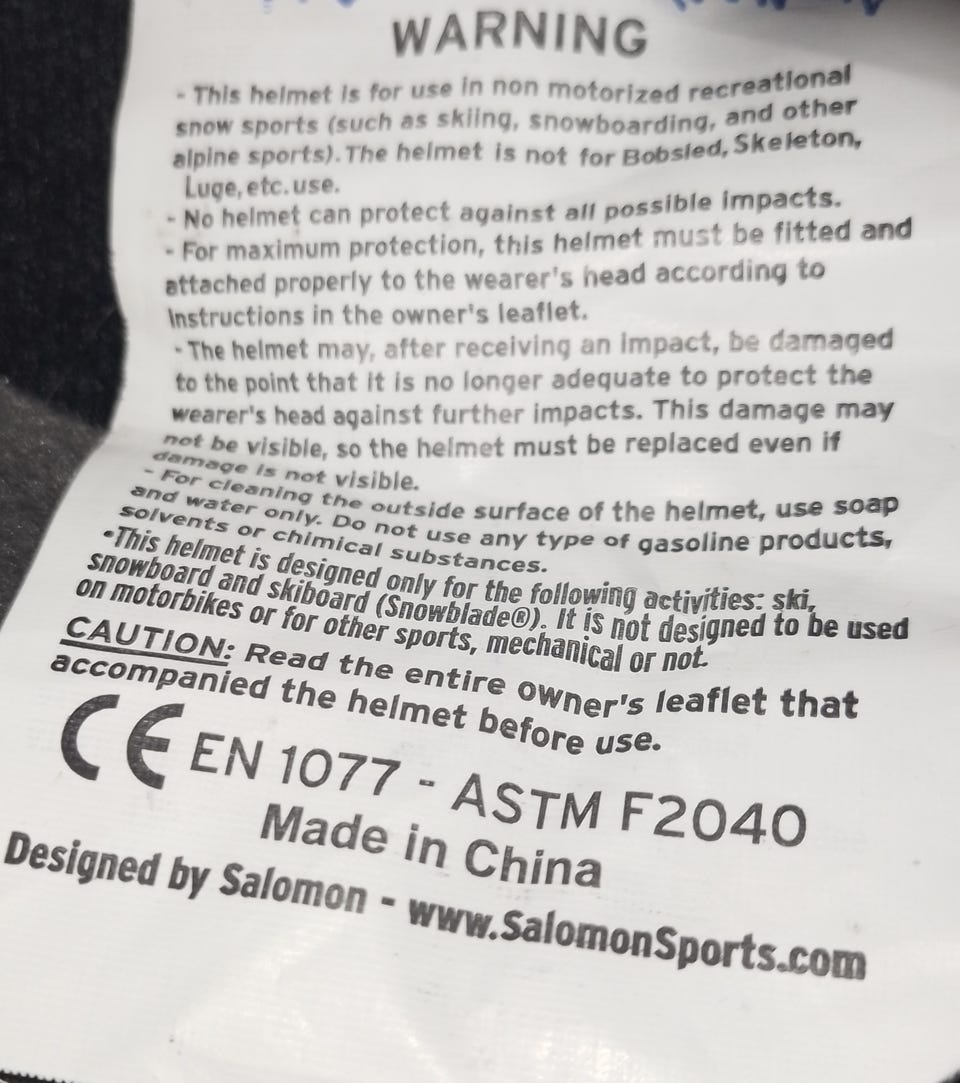 WARNING
- This helmet is for use in non motorized recreational
snow sports (such as skiing, snowboarding, and other
alpine sports). The helmet is not for Bobsled, Skeleton,
Luge, etc. use.
- No helmet can protect against all possible impacts.
- For maximum protection, this helmet must be fitted and
attached properly to the wearer's head according to
Instructions in the owner's leaflet.
- The helmet may, after receiving an impact, be damaged
to the point that it is no longer adequate to protect the
wearer's head against further impacts. This damage may
not be visible, so the helmet must be replaced even if
damage is not visible.
- For cleaning the outside surface of the helmet, use soap
and water only. Do not use any type of gasoline products,
solvents or chimical substances.
•This helmet is designed only for the following activities: ski,
snowboard and skiboard (Snowblade®). It is not designed to be used
on motorbikes or for other sports, mechanical or not.
CAUTION: Read the entire owner's leaflet that
accompanied the helmet before use.
CE EN 1077 - ASTM F2040
Made in China
Designed by Salomon - www.SalomonSports.com